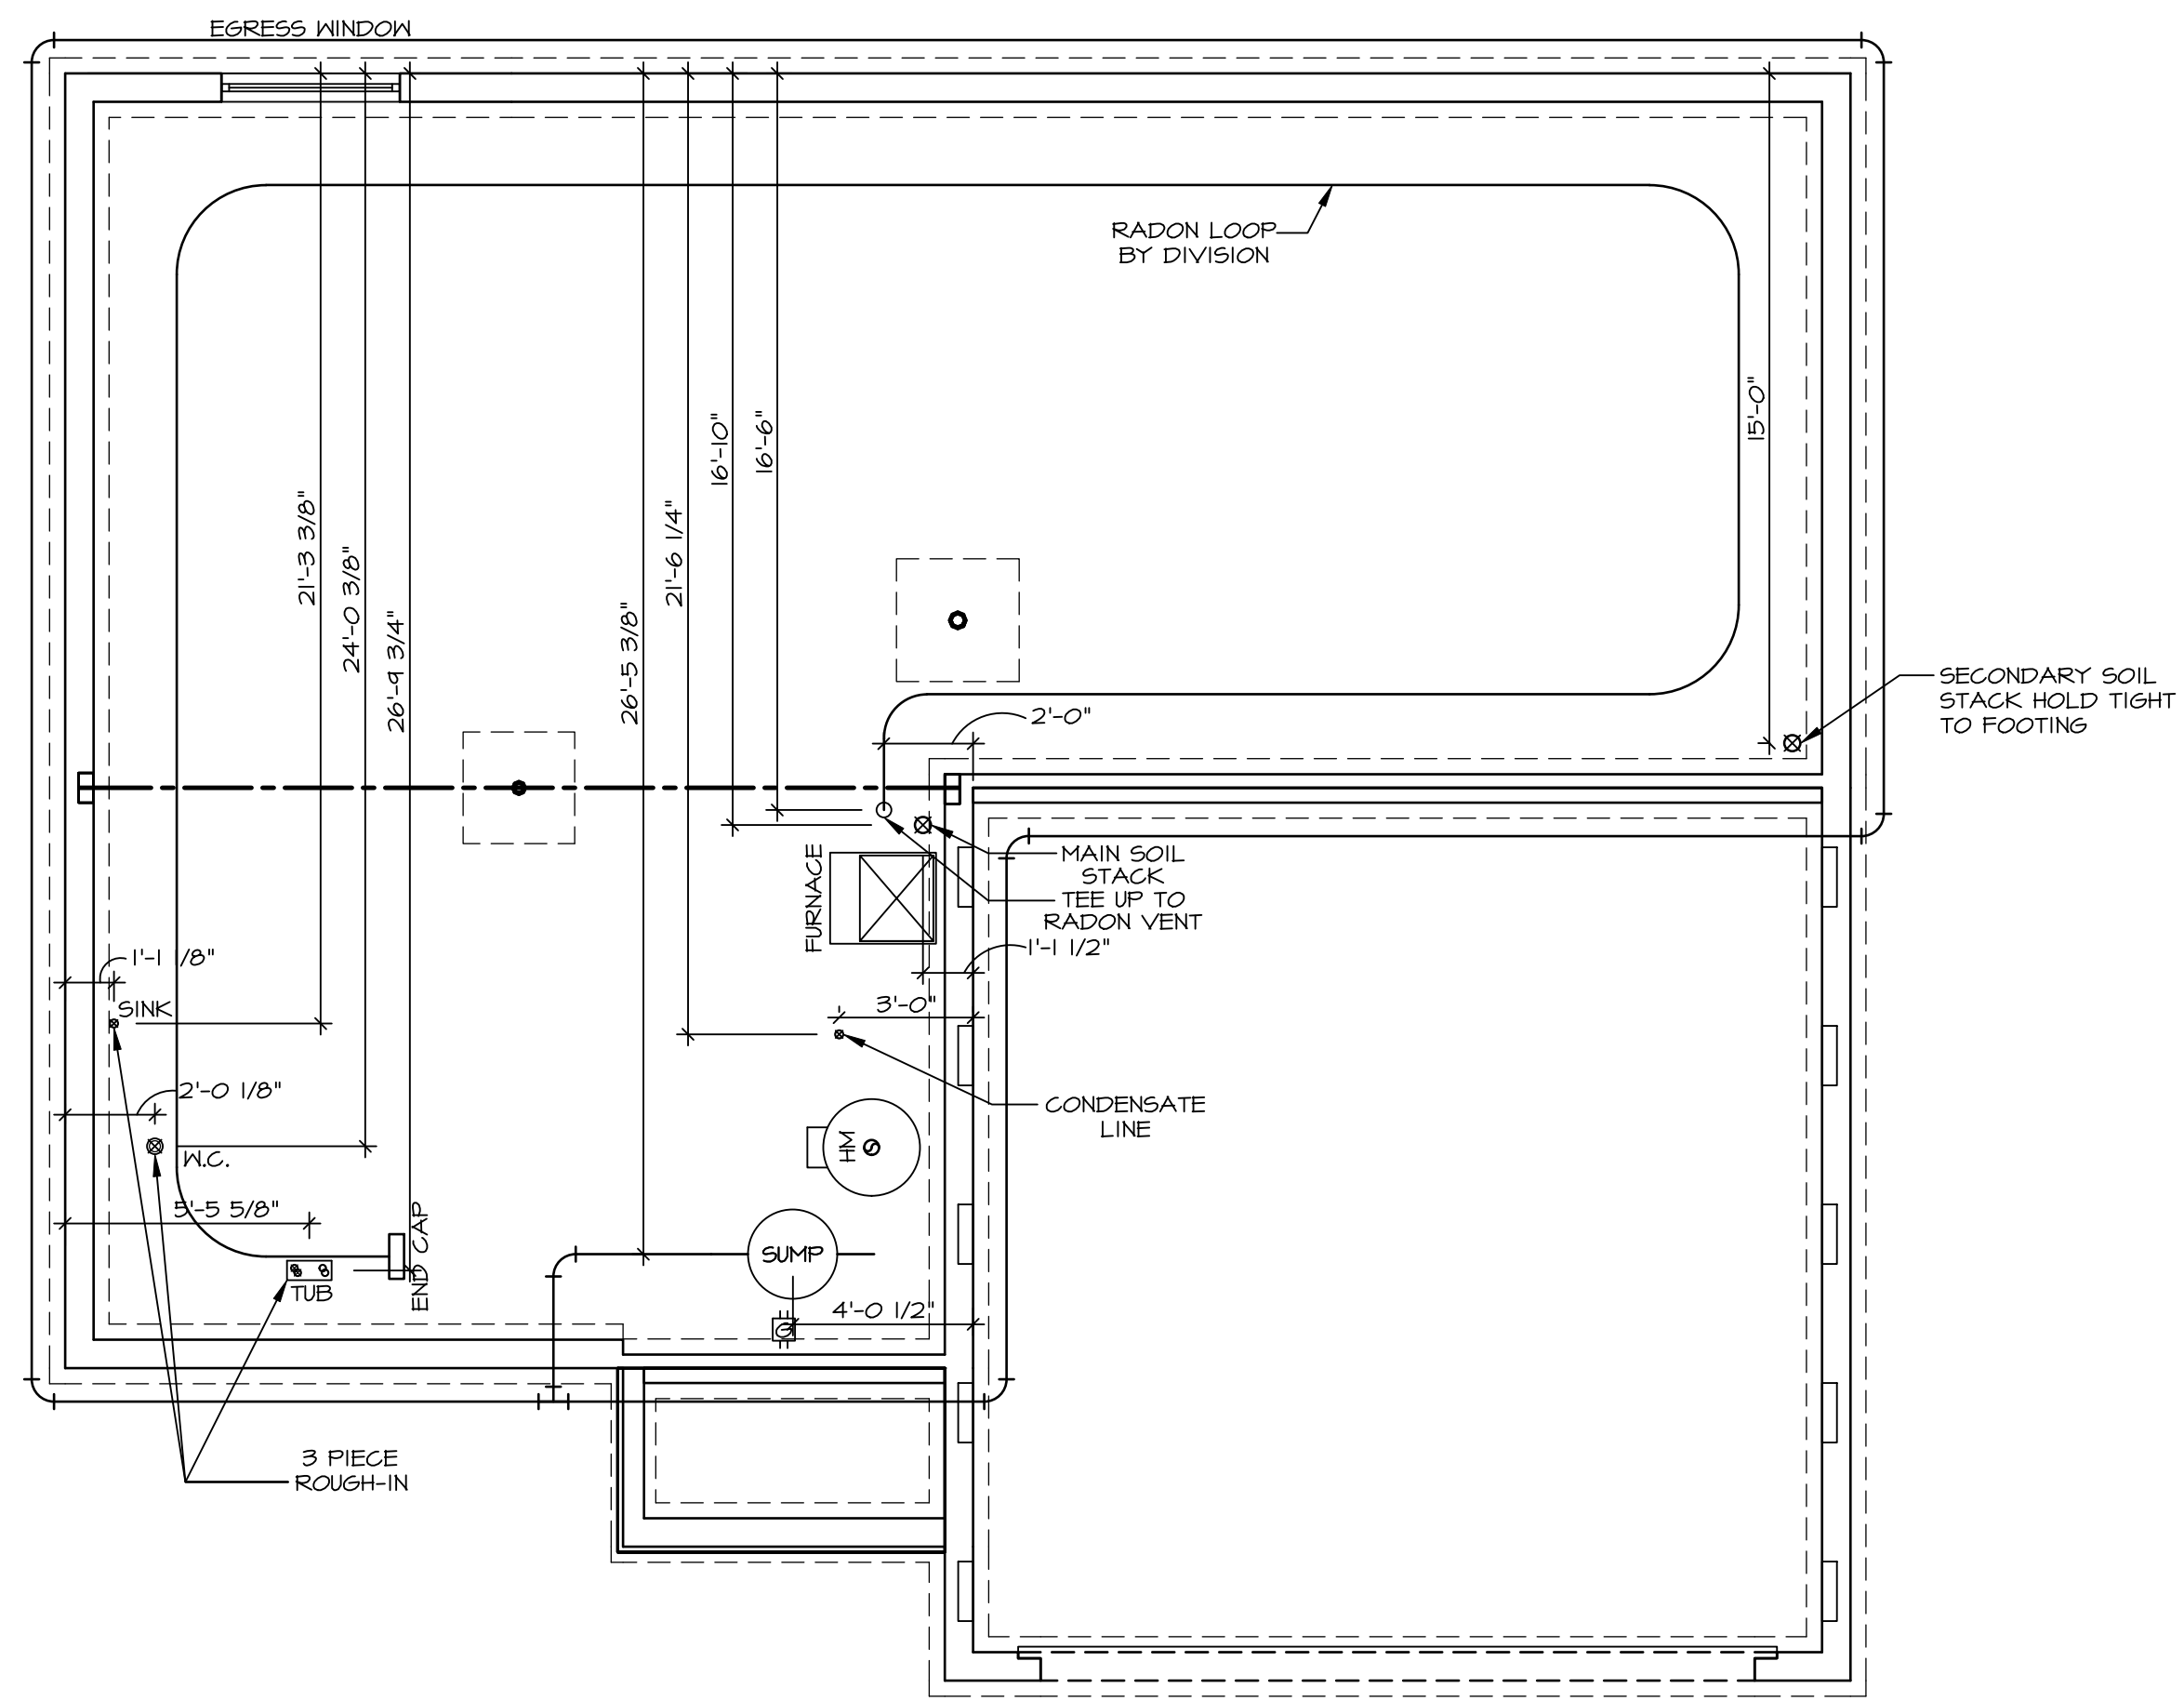 EGRESS WINDOW
RADON LOOP
BY DIVISION
15'-0"
16'-6"
16'-10"
21'-3 3/8"
21'-6 1/4"
24'-0 3/8"
26'-9 3/4"
26'-5 3/8"
SECONDARY SOIL
STACK HOLD TIGHT
TO FOOTING
2'-0"
MAIN SOIL
STACK
TEE UP TO
RADON VENT
FURNACE
1'-1 1/2"
1'-1 1/8"
SINK
3'-0"
2'-0 1/8"
CONDENSATE
LINE
HM
S
W.C.
5'-5 5/8"
END CAP
SUMP
TUB
4'-0 1/2"
3 PIECE
ROUGH-IN